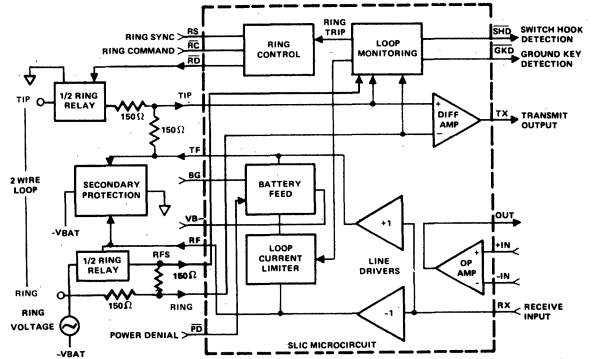 RING SYNC
RS
RING COMMAND
RC
RD
RING
CONTROL
RING
TRIP
LOOP
MONITORING
SHD
SWITCH HOOK
DETECTION
GKD
GROUND KEY
DETECTION
1/2 RING
RELAY
TIP
150Ω
TIP
150Ω
+
DIFF
AMP
-
TX
TRANSMIT
OUTPUT
2 WIRE
LOOP
SECONDARY
PROTECTION
-VBAT
TF
BG
VB-
RF
BATTERY
FEED
LOOP
CURRENT
LIMITER
+1
LINE
DRIVERS
-1
OUT
OP
AMP
+
-
+IN
-IN
RX
RECEIVE
INPUT
1/2 RING
RELAY
RFS
150Ω
RING
150Ω
RING
RING
VOLTAGE
-VBAT
POWER DENIAL
PD
SLIC MICROCIRCUIT